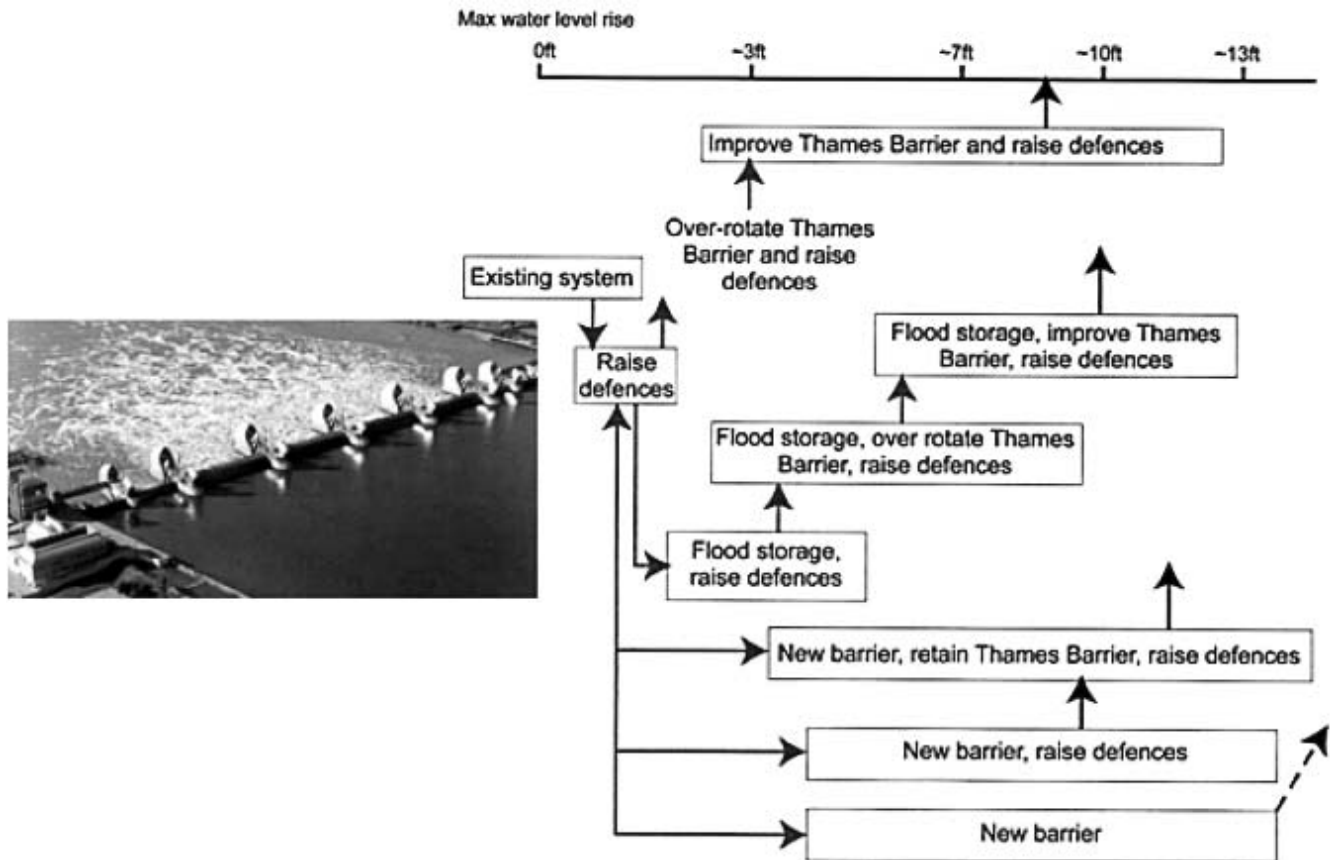 Max water level rise
0ft ~3ft ~7ft ~10ft ~13ft
Improve Thames Barrier and raise defences
Over-rotate Thames
Barrier and raise
defences
Existing system
Raise
defences
Flood storage, improve Thames
Barrier, raise defences
Flood storage, over rotate Thames
Barrier, raise defences
Flood storage,
raise defences
New barrier, retain Thames Barrier, raise defences
New barrier, raise defences
New barrier